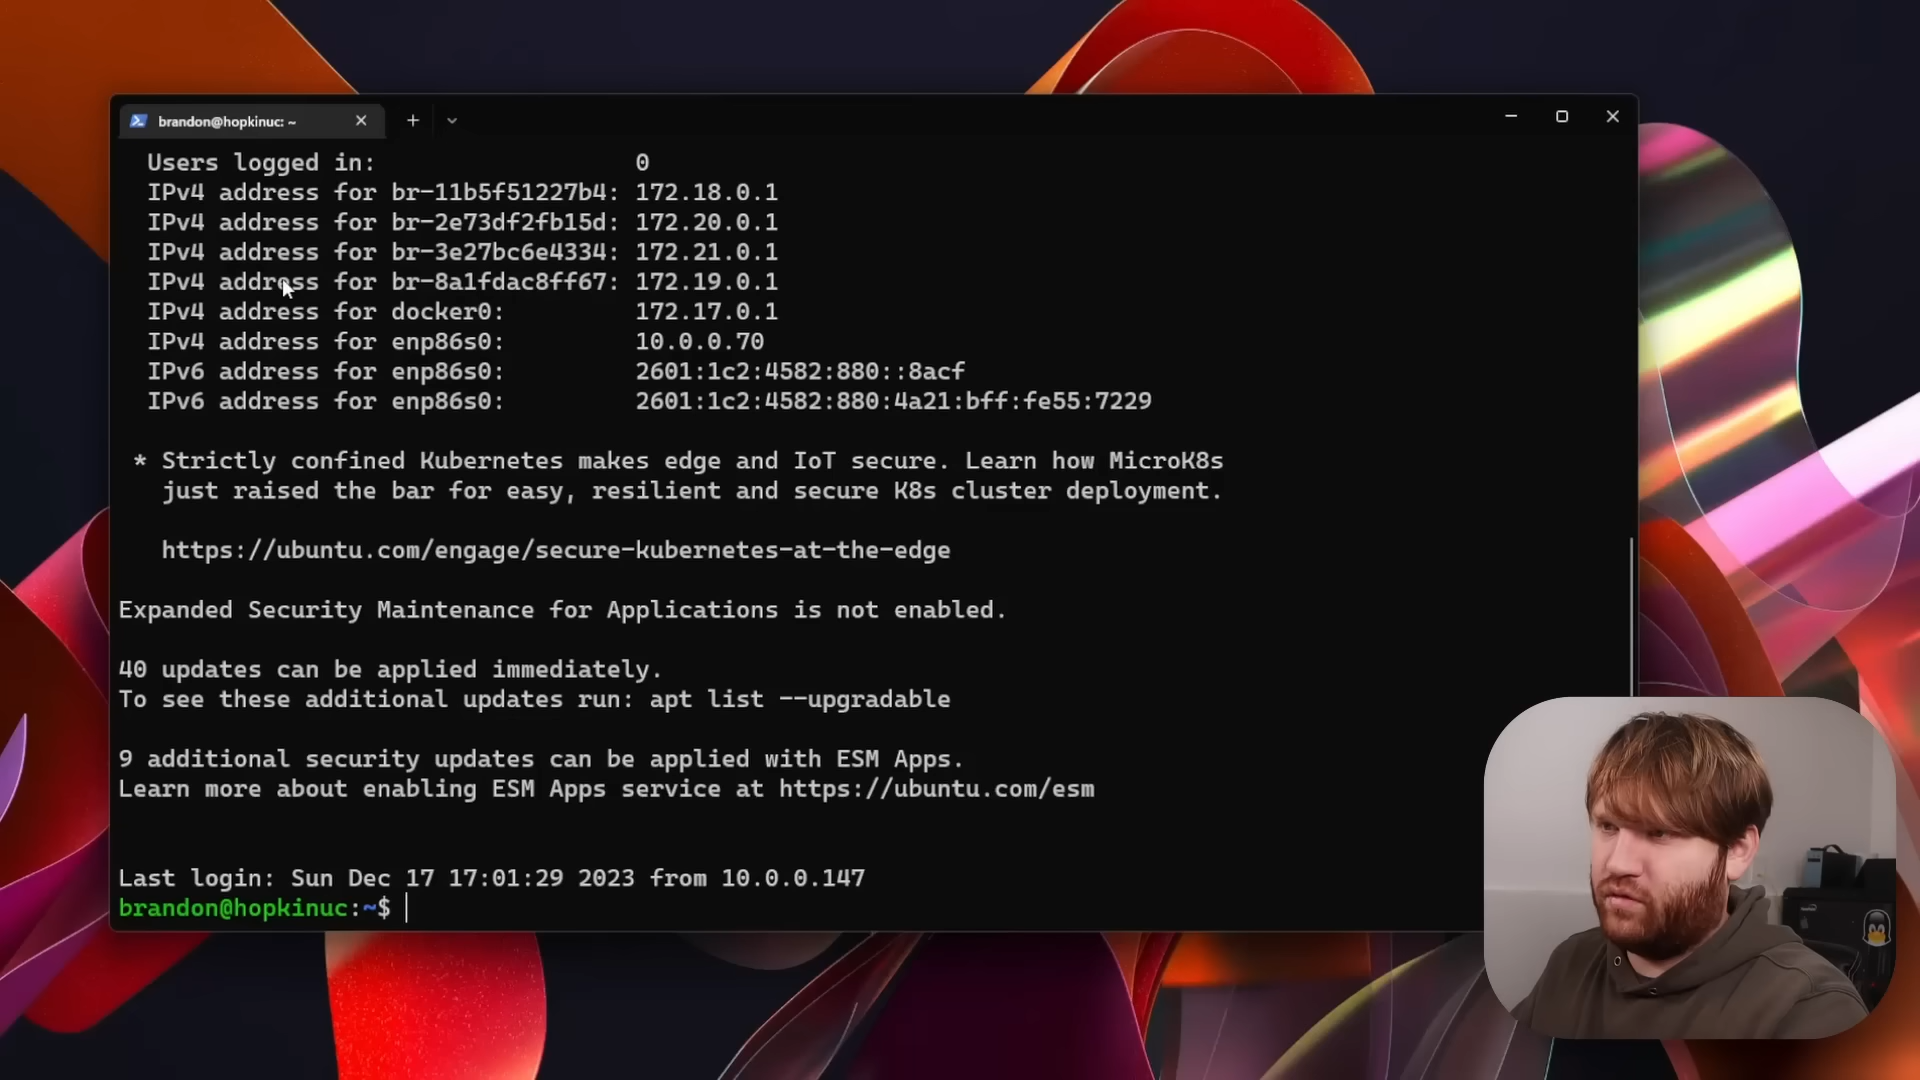 brandon@hopkinuc: ~
Users logged in: 0
IPv4 address for br-11b5f51227b4: 172.18.0.1
IPv4 address for br-2e73df2fb15d: 172.20.0.1
IPv4 address for br-3e27bc6e4334: 172.21.0.1
IPv4 address for br-8a1fdac8ff67: 172.19.0.1
IPv4 address for docker0: 172.17.0.1
IPv4 address for enp86s0: 10.0.0.70
IPv6 address for enp86s0: 2601:1c2:4582:880::8acf
IPv6 address for enp86s0: 2601:1c2:4582:880:4a21:bff:fe55:7229
* Strictly confined Kubernetes makes edge and IoT secure. Learn how MicroK8s
just raised the bar for easy, resilient and secure K8s cluster deployment.
https://ubuntu.com/engage/secure-kubernetes-at-the-edge
Expanded Security Maintenance for Applications is not enabled.
40 updates can be applied immediately.
To see these additional updates run: apt list --upgradable
9 additional security updates can be applied with ESM Apps.
Learn more about enabling ESM Apps service at https://ubuntu.com/esm
Last login: Sun Dec 17 17:01:29 2023 from 10.0.0.147
brandon@hopkinuc:~$